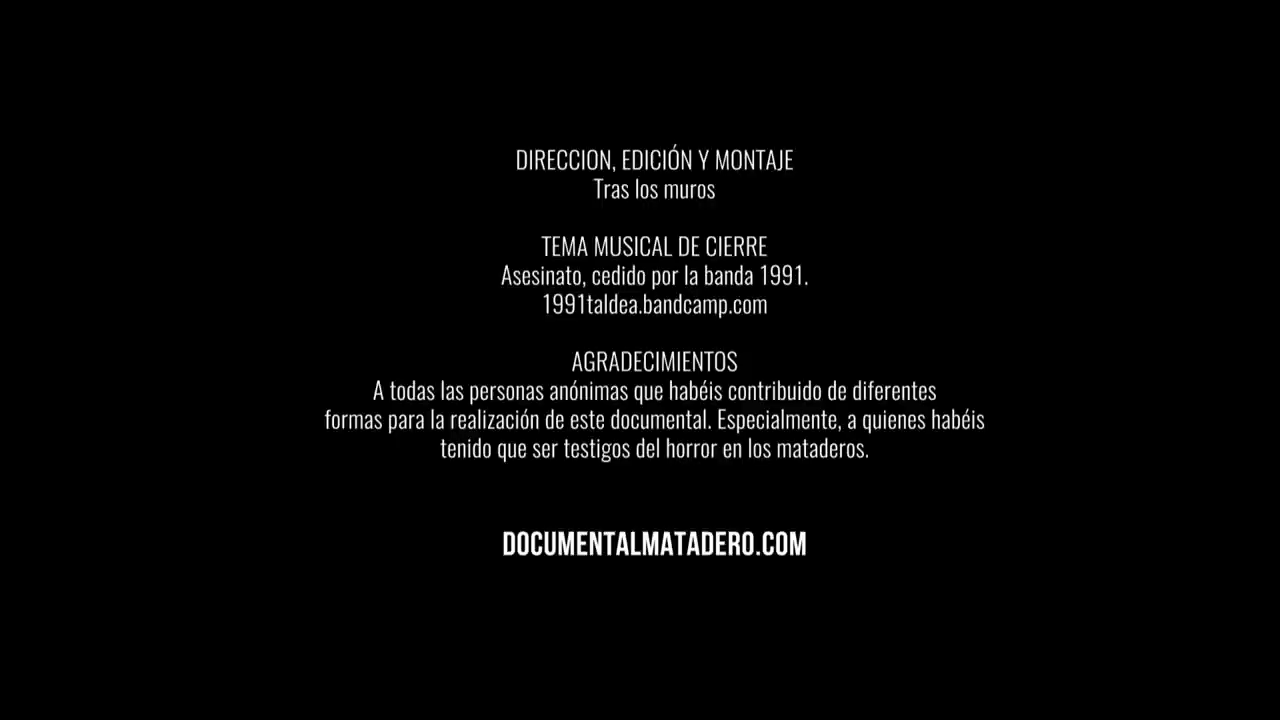 DIRECCION, EDICIÓN Y MONTAJE
Tras los muros
TEMA MUSICAL DE CIERRE
Asesinato, cedido por la banda 1991.
1991taldea.bandcamp.com
AGRADECIMIENTOS
A todas las personas anónimas que habéis contribuido de diferentes
formas para la realización de este documental. Especialmente, a quienes habéis
tenido que ser testigos del horror en los mataderos.
DOCUMENTALMATADERO.COM